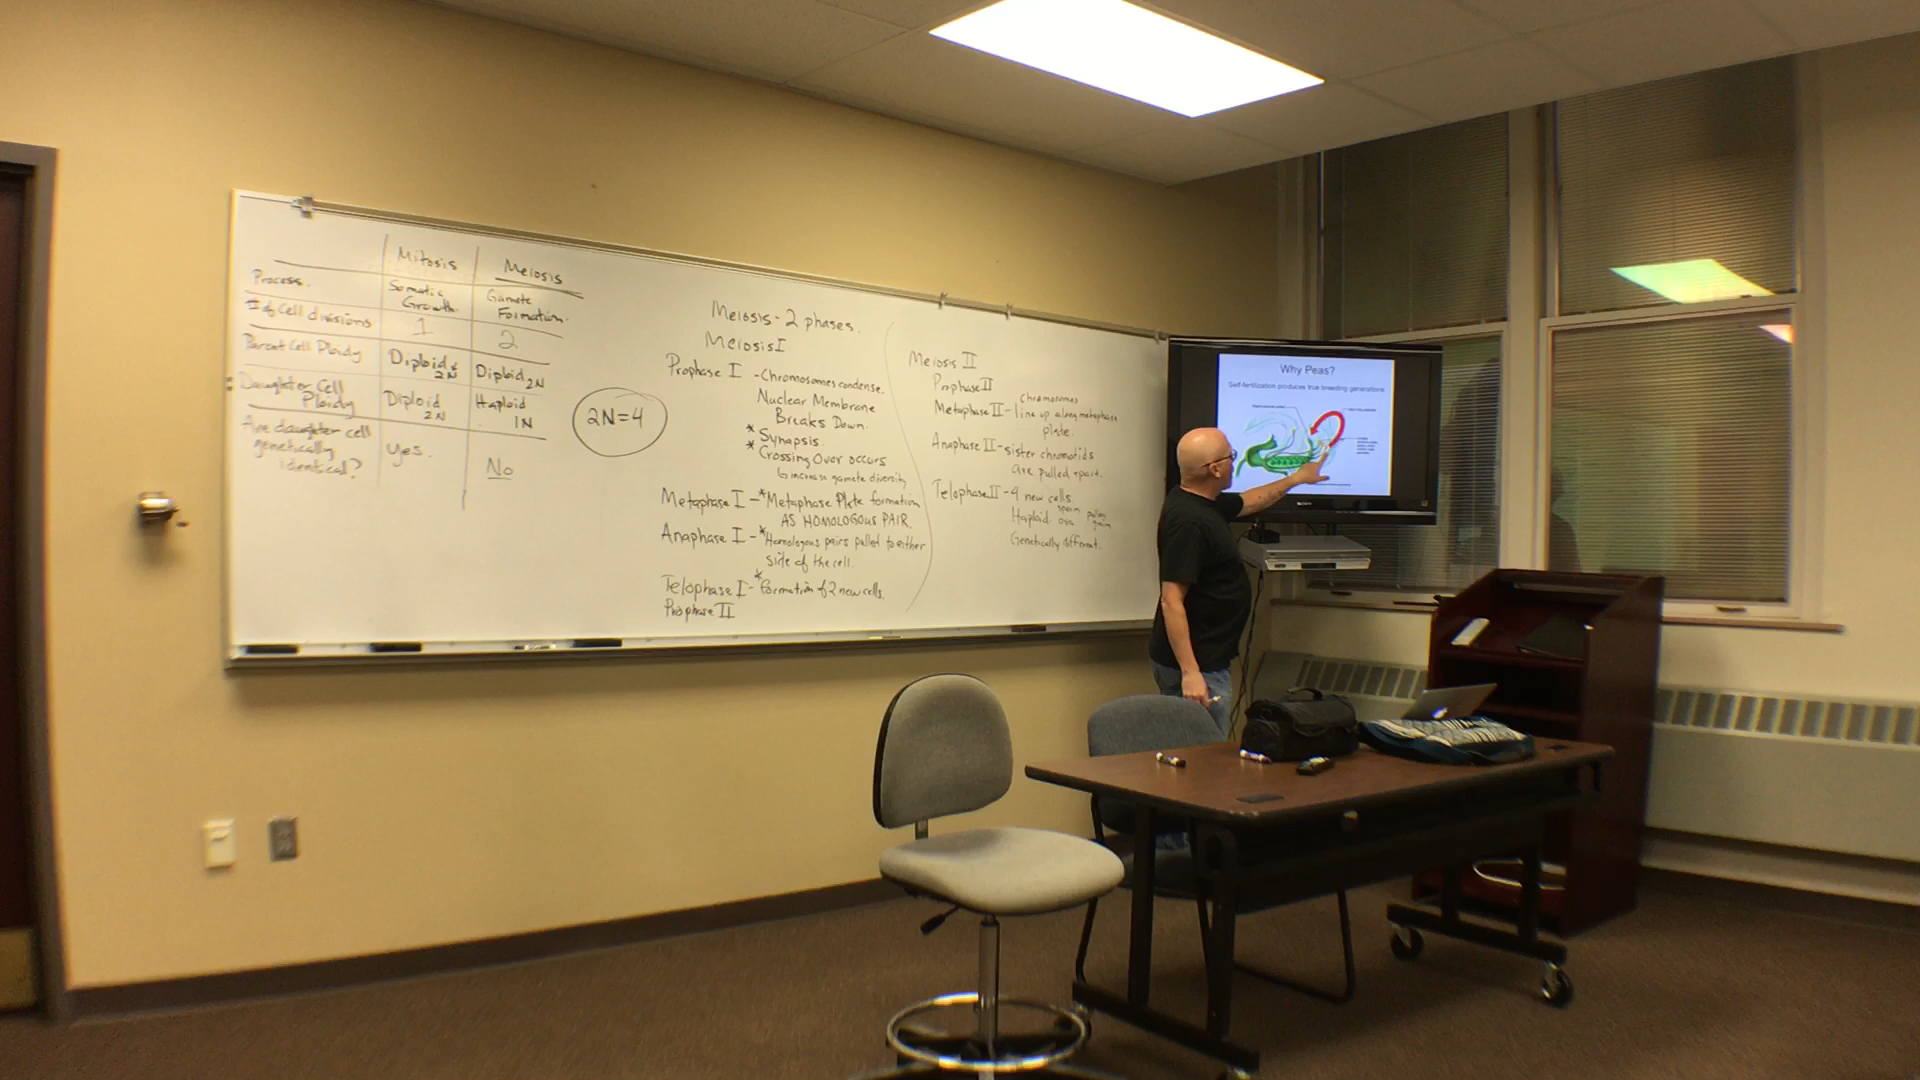 Mitosis Meiosis
Process. Somatic Growth. Gamete Formation.
# of Cell divisions 1 2
Parent Cell Ploidy Diploid 2N Diploid 2N
Daughter Cell Ploidy Diploid 2N Haploid 1N
Are daughter cell genetically identical? Yes. No
2N=4
Meiosis - 2 phases.
Meiosis I
Prophase I - Chromosomes condense.
Nuclear Membrane
Breaks Down.
* Synapsis.
* Crossing Over occurs
to increase gamete diversity
Metaphase I - *Metaphase Plate formation
AS HOMOLOGOUS PAIR.
Anaphase I - *Homologous pairs pulled to either
side of the cell.
Telophase I - *Formation of 2 new cells.
Prophase II
Meiosis II
Prophase II
chromosomes
Metaphase II - line up along metaphase
plate.
Anaphase II - sister chromatids
are pulled apart.
Telophase II - 4 new cells.
sperm pollen
Haploid ova grain
Genetically different.
Why Peas?
Self-fertilization produces true breeding generations
SONY